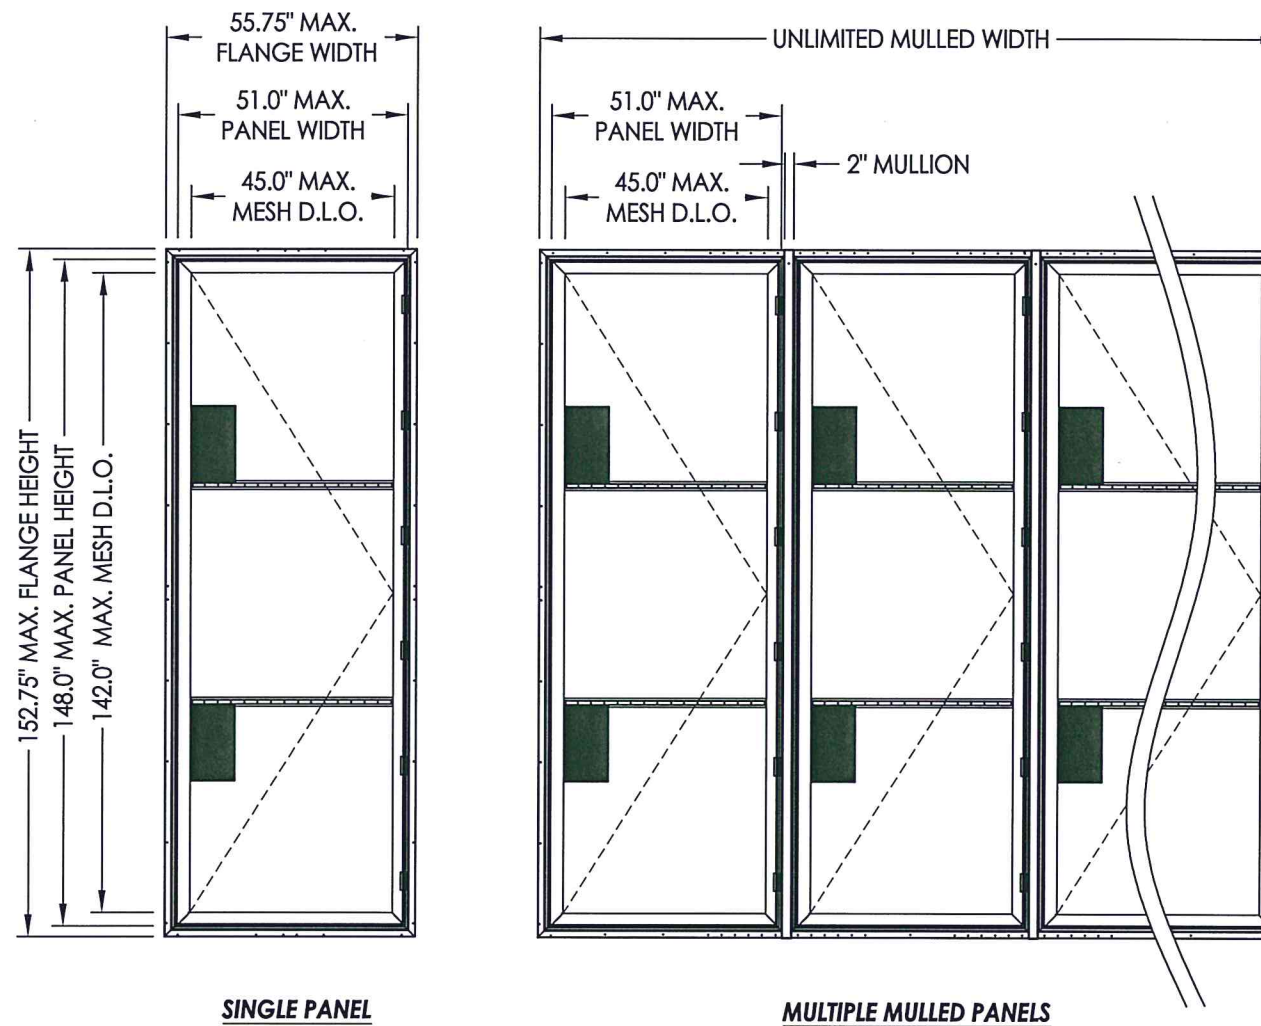 55.75" MAX.
FLANGE WIDTH
51.0" MAX.
PANEL WIDTH
45.0" MAX.
MESH D.L.O.
152.75" MAX. FLANGE HEIGHT
148.0" MAX. PANEL HEIGHT
142.0" MAX. MESH D.L.O.
SINGLE PANEL
UNLIMITED MULLED WIDTH
51.0" MAX.
PANEL WIDTH
2" MULLION
45.0" MAX.
MESH D.L.O.
MULTIPLE MULLED PANELS